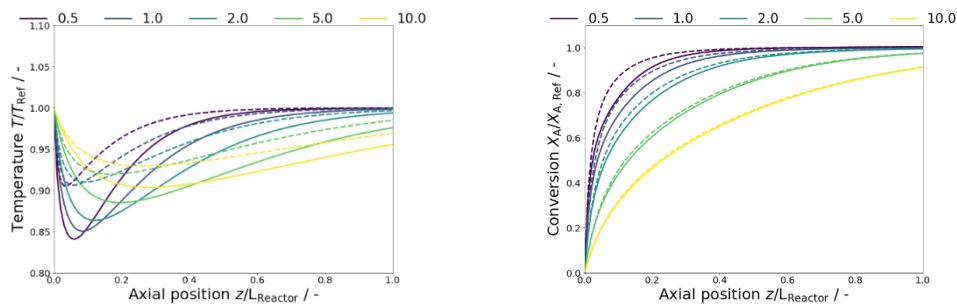 0.5 1.0 2.0 5.0 10.0
1.10
1.05
1.00
0.95
0.90
0.85
0.80
0.0 0.2 0.4 0.6 0.8 1.0
Temperature T/T_Ref / -
Axial position z/L_Reactor / -
0.5 1.0 2.0 5.0 10.0
1.0
0.8
0.6
0.4
0.2
0.0
0.0 0.2 0.4 0.6 0.8 1.0
Conversion X_A/X_A, Ref / -
Axial position z/L_Reactor / -